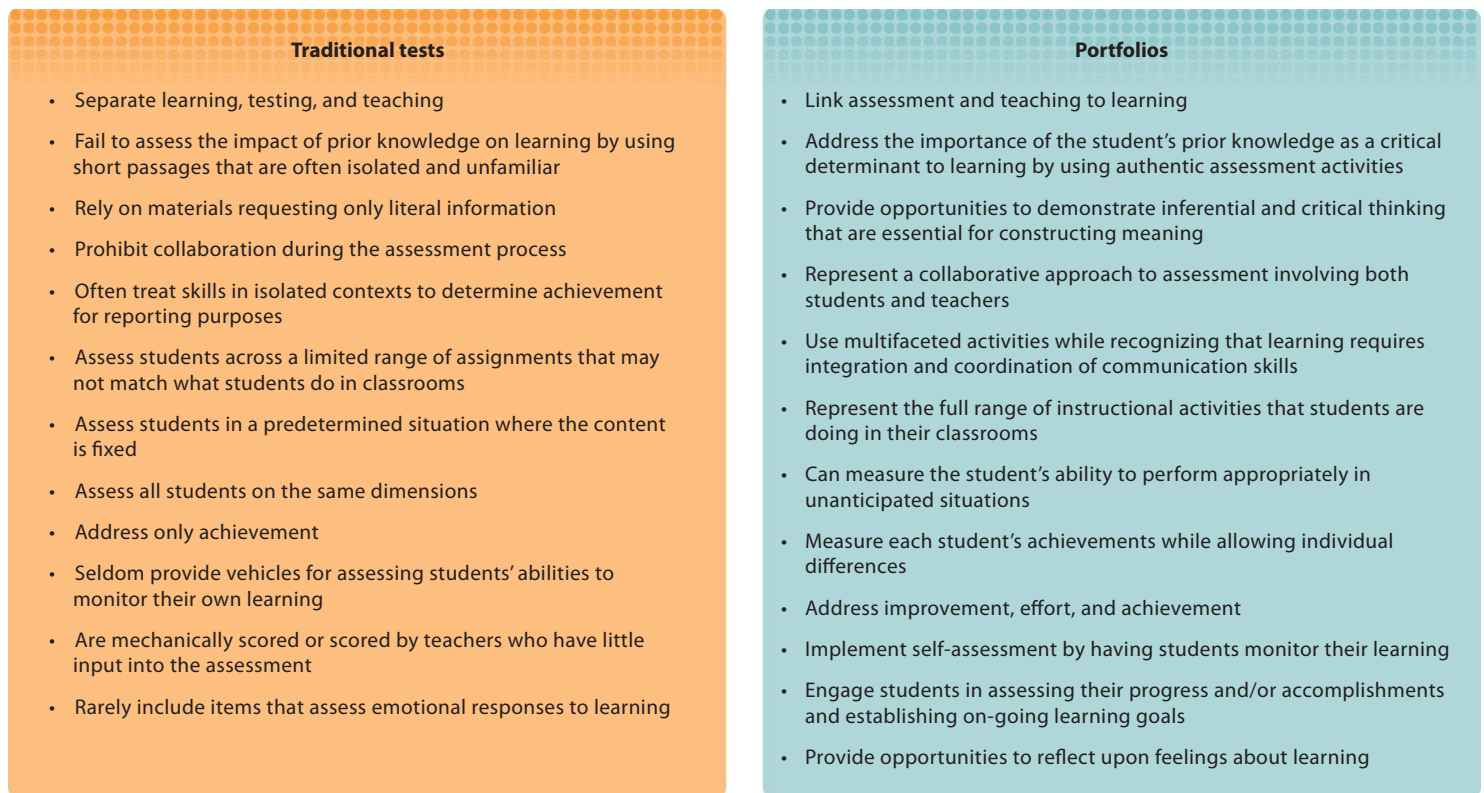 Traditional tests
• Separate learning, testing, and teaching
• Fail to assess the impact of prior knowledge on learning by using
short passages that are often isolated and unfamiliar
• Rely on materials requesting only literal information
• Prohibit collaboration during the assessment process
• Often treat skills in isolated contexts to determine achievement
for reporting purposes
• Assess students across a limited range of assignments that may
not match what students do in classrooms
• Assess students in a predetermined situation where the content
is fixed
• Assess all students on the same dimensions
• Address only achievement
• Seldom provide vehicles for assessing students’ abilities to
monitor their own learning
• Are mechanically scored or scored by teachers who have little
input into the assessment
• Rarely include items that assess emotional responses to learning
Portfolios
• Link assessment and teaching to learning
• Address the importance of the student’s prior knowledge as a critical
determinant to learning by using authentic assessment activities
• Provide opportunities to demonstrate inferential and critical thinking
that are essential for constructing meaning
• Represent a collaborative approach to assessment involving both
students and teachers
• Use multifaceted activities while recognizing that learning requires
integration and coordination of communication skills
• Represent the full range of instructional activities that students are
doing in their classrooms
• Can measure the student’s ability to perform appropriately in
unanticipated situations
• Measure each student’s achievements while allowing individual
differences
• Address improvement, effort, and achievement
• Implement self-assessment by having students monitor their learning
• Engage students in assessing their progress and/or accomplishments
and establishing on-going learning goals
• Provide opportunities to reflect upon feelings about learning